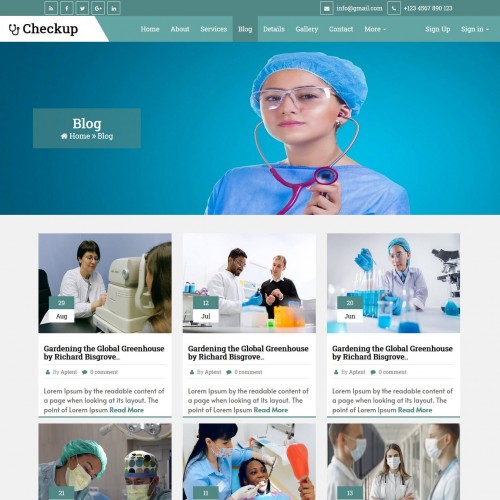 info@gmail.com +123 4567 890 123
Checkup Home About Services Blog Details Gallery Contact More Sign Up Sign in
Blog
Home » Blog
29
Aug
12
Jul
20
Jun
Gardening the Global Greenhouse
by Richard Bisgrove..
Gardening the Global Greenhouse
by Richard Bisgrove..
Gardening the Global Greenhouse
by Richard Bisgrove..
By Apteni 0 comment
By Apteni 0 comment
By Apteni 0 comment
Lorem Ipsum by the readable content of
a page when looking at its layout. The
point of Lorem Ipsum Read More
Lorem Ipsum by the readable content of
a page when looking at its layout. The
point of Lorem Ipsum Read More
Lorem Ipsum by the readable content of
a page when looking at its layout. The
point of Lorem Ipsum Read More
21
11
13